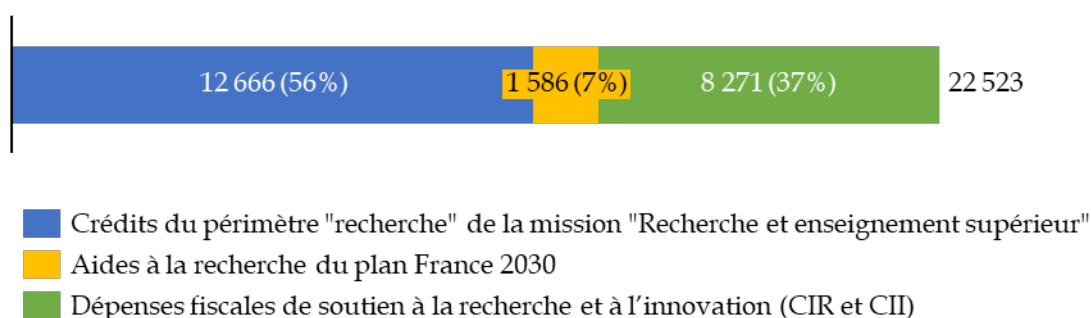 12 666 (56%) 1 586 (7%) 8 271 (37%) 22 523
Crédits du périmètre "recherche" de la mission "Recherche et enseignement supérieur"
Aides à la recherche du plan France 2030
Dépenses fiscales de soutien à la recherche et à l’innovation (CIR et CII)